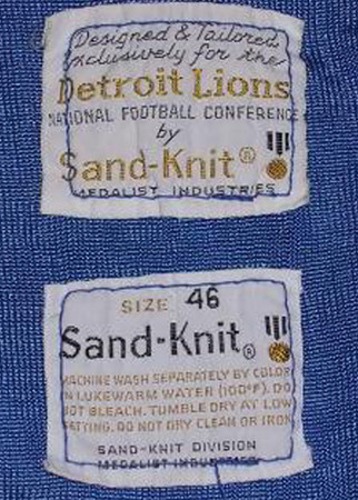 Designed & Tailored
Exclusively for the
Detroit Lions
NATIONAL FOOTBALL CONFERENCE
by
Sand-Knit®
MEDALIST INDUSTRIES
SIZE 46
Sand-Knit®
MACHINE WASH SEPARATELY BY COLOR
IN LUKEWARM WATER (100°F). DO
NOT BLEACH. TUMBLE DRY AT LOW
SETTING. DO NOT DRY CLEAN OR IRON
SAND-KNIT DIVISION
MEDALIST INDUSTRIES